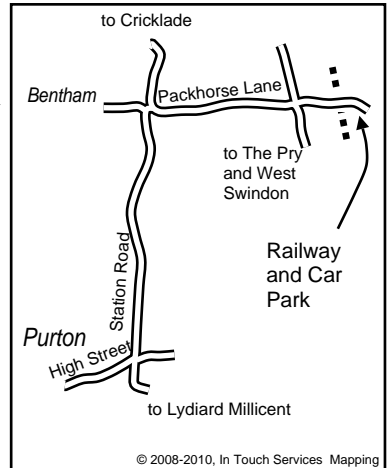 to Cricklade
Bentham
Packhorse Lane
to The Pry
and West
Swindon
Railway
and Car
Park
Station Road
Purton
High Street
to Lydiard Millicent
© 2008-2010, In Touch Services Mapping